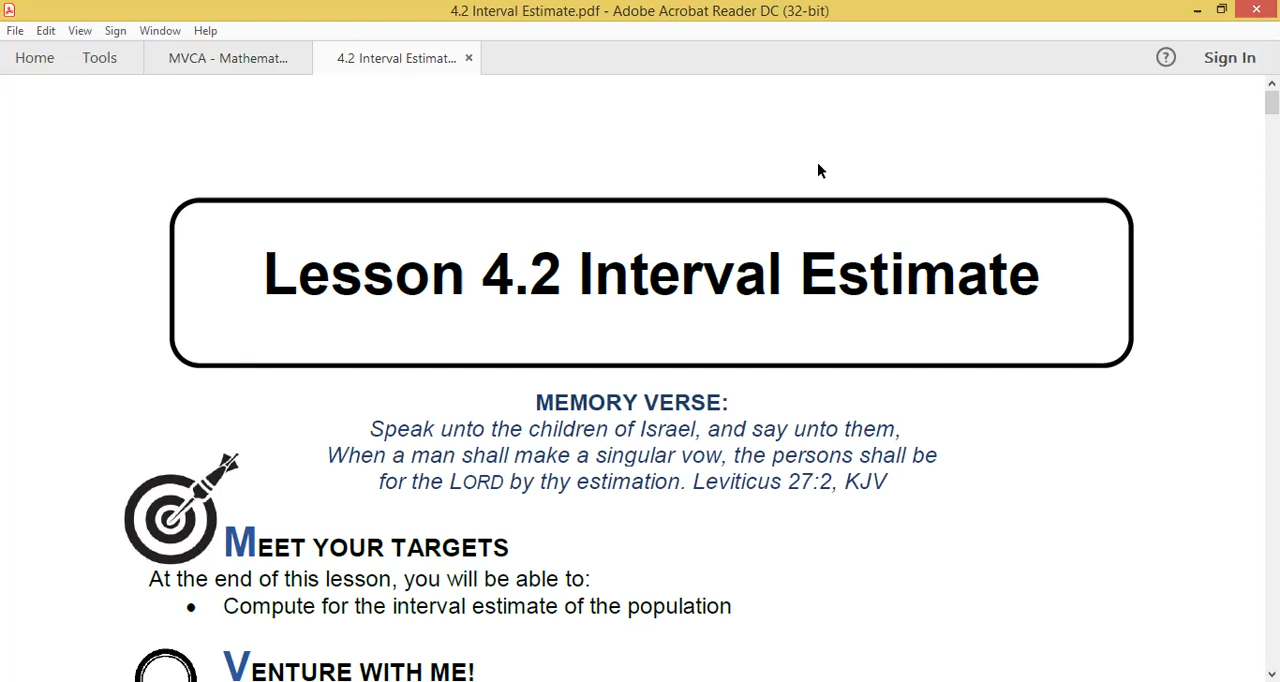 4.2 Interval Estimate.pdf - Adobe Acrobat Reader DC (32-bit)
File Edit View Sign Window Help
Home Tools MVCA - Mathemat... 4.2 Interval Estimat... × ? Sign In
Lesson 4.2 Interval Estimate
MEMORY VERSE:
Speak unto the children of Israel, and say unto them,
When a man shall make a singular vow, the persons shall be
for the LORD by thy estimation. Leviticus 27:2, KJV
MEET YOUR TARGETS
At the end of this lesson, you will be able to:
• Compute for the interval estimate of the population
VENTURE WITH ME!